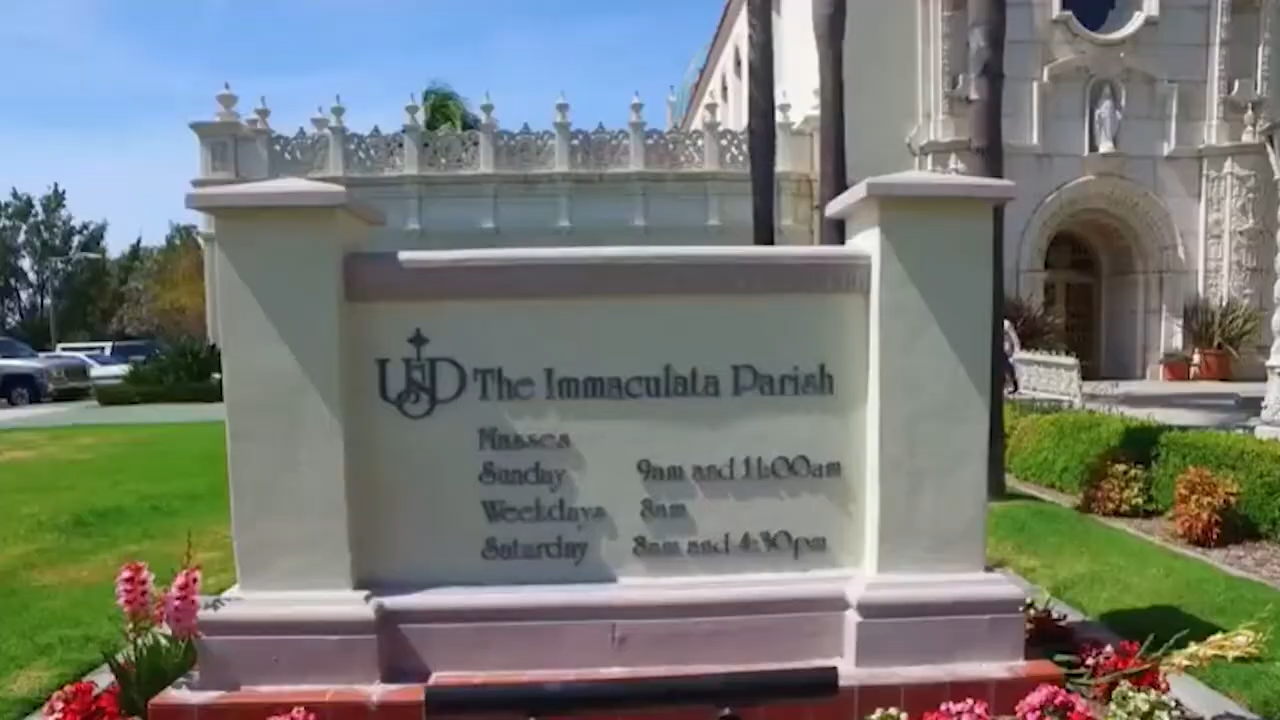 USD The Immaculata Parish
Masses
Sunday 9am and 11:00am
Weekdays 8am
Saturday 8am and 4:30pm